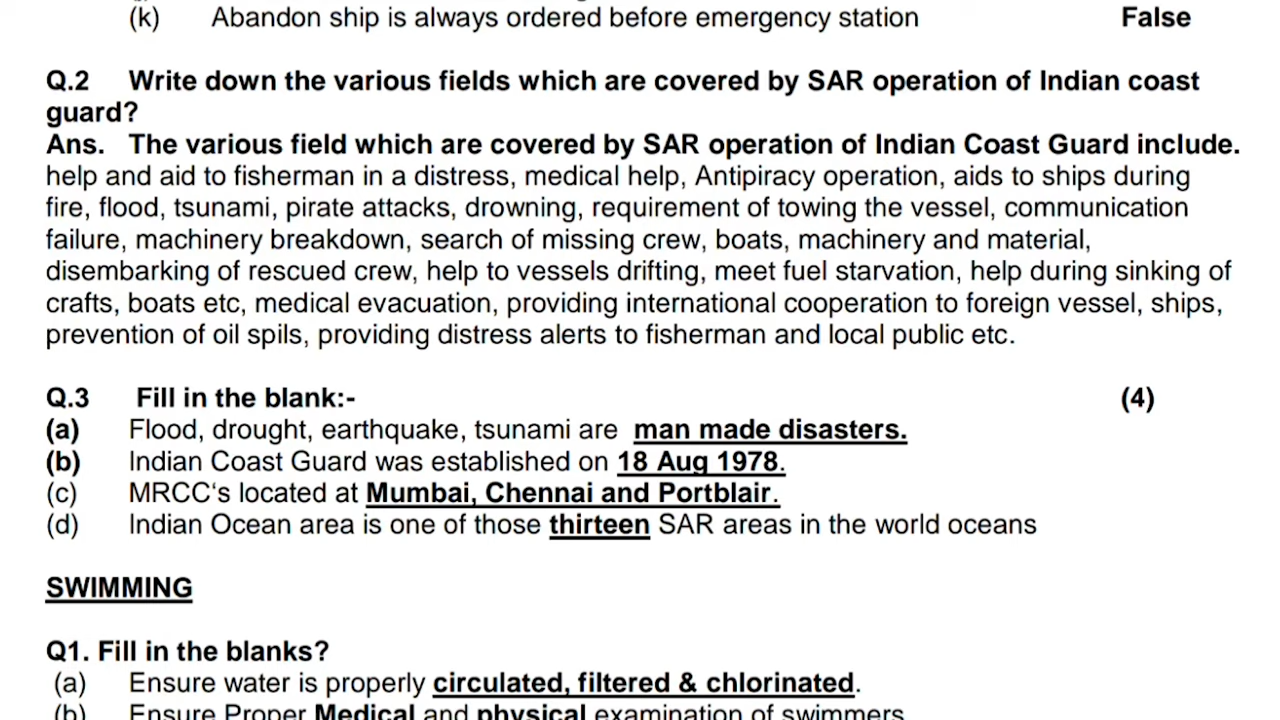 (k) Abandon ship is always ordered before emergency station False
Q.2 Write down the various fields which are covered by SAR operation of Indian coast
guard?
Ans. The various field which are covered by SAR operation of Indian Coast Guard include.
help and aid to fisherman in a distress, medical help, Antipiracy operation, aids to ships during
fire, flood, tsunami, pirate attacks, drowning, requirement of towing the vessel, communication
failure, machinery breakdown, search of missing crew, boats, machinery and material,
disembarking of rescued crew, help to vessels drifting, meet fuel starvation, help during sinking of
crafts, boats etc, medical evacuation, providing international cooperation to foreign vessel, ships,
prevention of oil spils, providing distress alerts to fisherman and local public etc.
Q.3 Fill in the blank:- (4)
(a) Flood, drought, earthquake, tsunami are man made disasters.
(b) Indian Coast Guard was established on 18 Aug 1978.
(c) MRCC‘s located at Mumbai, Chennai and Portblair.
(d) Indian Ocean area is one of those thirteen SAR areas in the world oceans
SWIMMING
Q1. Fill in the blanks?
(a) Ensure water is properly circulated, filtered & chlorinated.
(b) Ensure Proper Medical and physical examination of swimmers